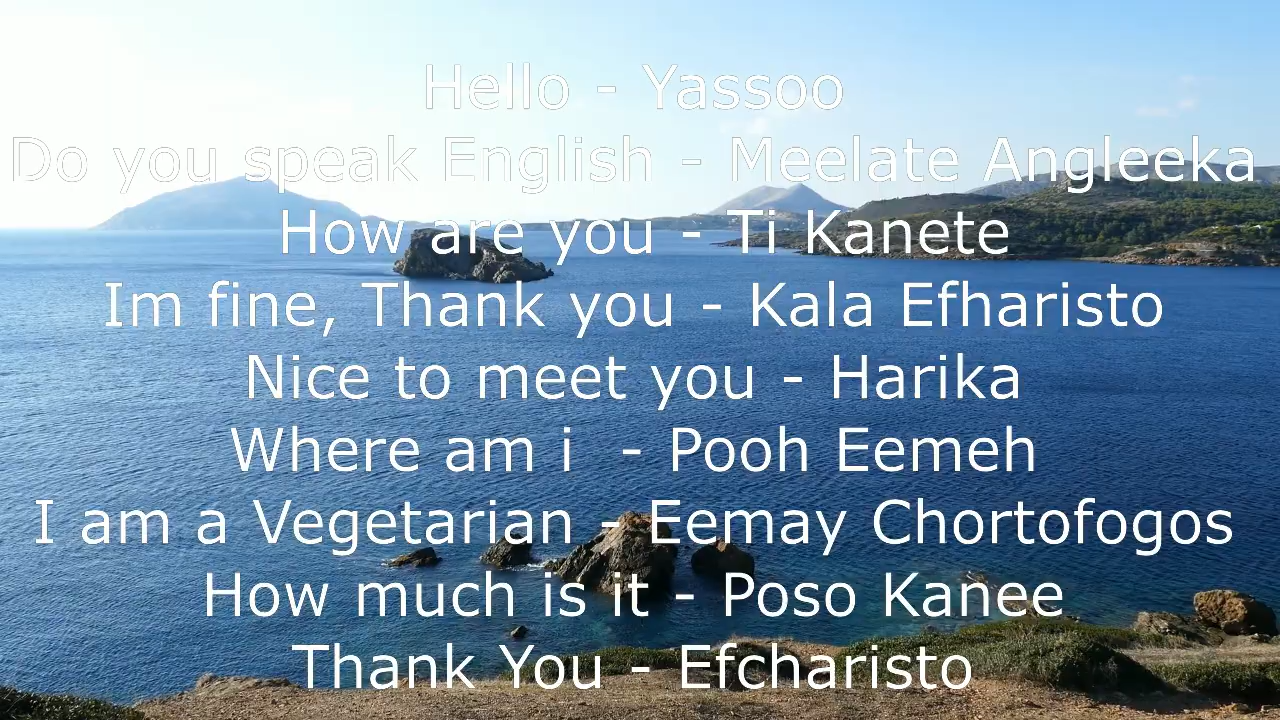 Hello - Yassoo
Do you speak English - Meelate Angleeka
How are you - Ti Kanete
Im fine, Thank you - Kala Efharisto
Nice to meet you - Harika
Where am i  - Pooh Eemeh
I am a Vegetarian - Eemay Chortofogos
How much is it - Poso Kanee
Thank You - Efcharisto